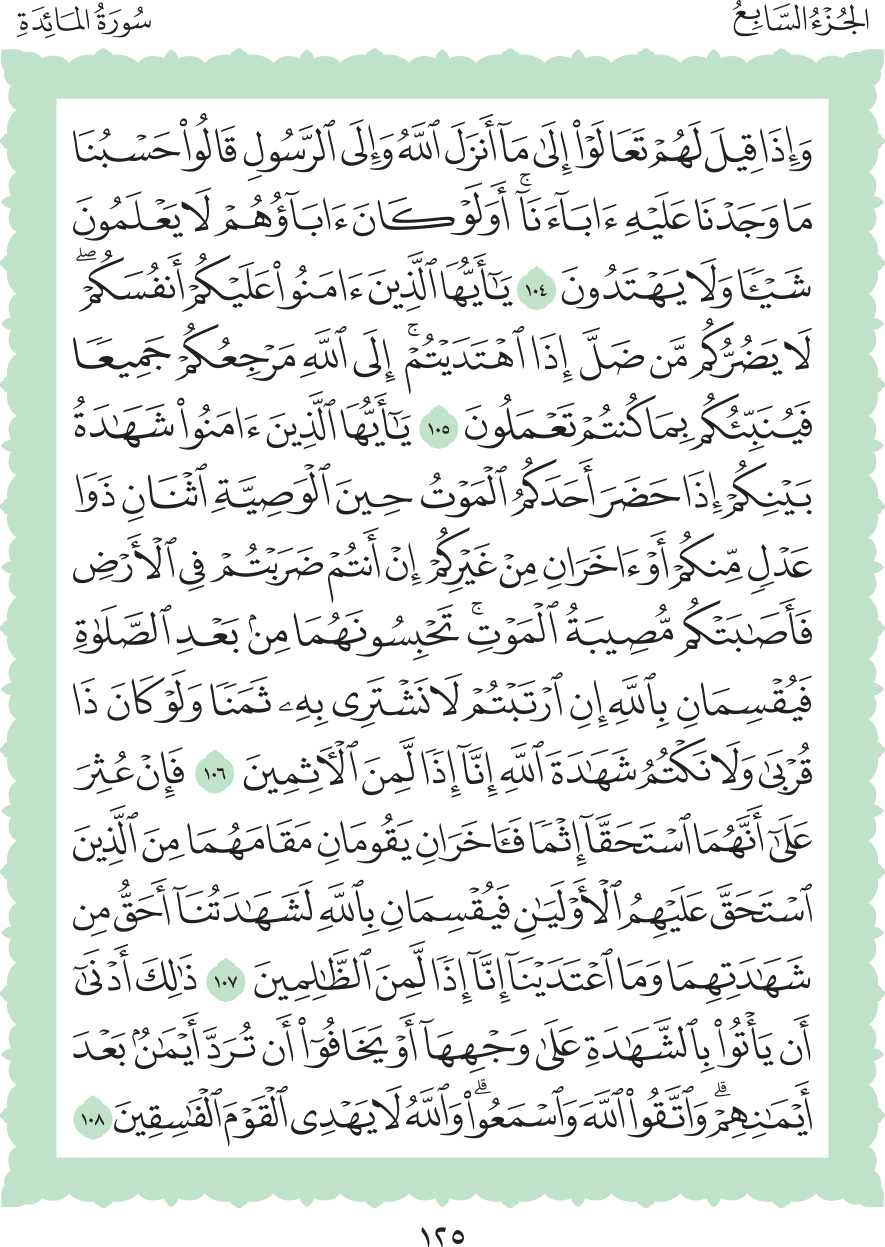 الجُزْءُ السَّابِعُ
سُورَةُ المَائِدَةِ
وَإِذَا قِيلَ لَهُمْ تَعَالَوْا۟ إِلَىٰ مَآ أَنزَلَ ٱللَّهُ وَإِلَى ٱلرَّسُولِ قَالُوا۟ حَسْبُنَا
مَا وَجَدْنَا عَلَيْهِ ءَابَآءَنَآ ۚ أَوَلَوْ كَانَ ءَابَآؤُهُمْ لَا يَعْلَمُونَ
شَيْـًٔا وَلَا يَهْتَدُونَ ١٠٤ يَـٰٓأَيُّهَا ٱلَّذِينَ ءَامَنُوا۟ عَلَيْكُمْ أَنفُسَكُمْ ۖ
لَا يَضُرُّكُم مَّن ضَلَّ إِذَا ٱهْتَدَيْتُمْ ۚ إِلَى ٱللَّهِ مَرْجِعُكُمْ جَمِيعًا
فَيُنَبِّئُكُم بِمَا كُنتُمْ تَعْمَلُونَ ١٠٥ يَـٰٓأَيُّهَا ٱلَّذِينَ ءَامَنُوا۟ شَهَـٰدَةُ
بَيْنِكُمْ إِذَا حَضَرَ أَحَدَكُمُ ٱلْمَوْتُ حِينَ ٱلْوَصِيَّةِ ٱثْنَانِ ذَوَا
عَدْلٍ مِّنكُمْ أَوْ ءَاخَرَانِ مِنْ غَيْرِكُمْ إِنْ أَنتُمْ ضَرَبْتُمْ فِى ٱلْأَرْضِ
فَأَصَـٰبَتْكُم مُّصِيبَةُ ٱلْمَوْتِ ۚ تَحْبِسُونَهُمَا مِنۢ بَعْدِ ٱلصَّلَوٰةِ
فَيُقْسِمَانِ بِٱللَّهِ إِنِ ٱرْتَبْتُمْ لَا نَشْتَرِى بِهِۦ ثَمَنًا وَلَوْ كَانَ ذَا
قُرْبَىٰ وَلَا نَكْتُمُ شَهَـٰدَةَ ٱللَّهِ إِنَّآ إِذًا لَّمِنَ ٱلْـَٔاثِمِينَ ١٠٦ فَإِنْ عُثِرَ
عَلَىٰٓ أَنَّهُمَا ٱسْتَحَقَّآ إِثْمًا فَـَٔاخَرَانِ يَقُومَانِ مَقَامَهُمَا مِنَ ٱلَّذِينَ
ٱسْتَحَقَّ عَلَيْهِمُ ٱلْأَوْلَيَـٰنِ فَيُقْسِمَانِ بِٱللَّهِ لَشَهَـٰدَتُنَآ أَحَقُّ مِن
شَهَـٰدَتِهِمَا وَمَا ٱعْتَدَيْنَآ إِنَّآ إِذًا لَّمِنَ ٱلظَّـٰلِمِينَ ١٠٧ ذَٰلِكَ أَدْنَىٰٓ
أَن يَأْتُوا۟ بِٱلشَّهَـٰدَةِ عَلَىٰ وَجْهِهَآ أَوْ يَخَافُوٓا۟ أَن تُرَدَّ أَيْمَـٰنٌۢ بَعْدَ
أَيْمَـٰنِهِمْ ۗ وَٱتَّقُوا۟ ٱللَّهَ وَٱسْمَعُوا۟ ۗ وَٱللَّهُ لَا يَهْدِى ٱلْقَوْمَ ٱلْفَـٰسِقِينَ ١٠٨
١٢٥